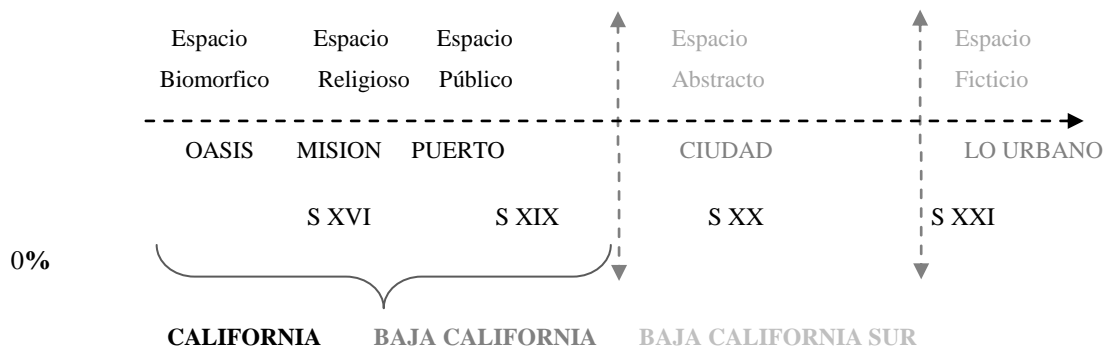 Espacio Espacio Espacio Espacio Espacio
Biomorfico Religioso Público Abstracto Ficticio
OASIS MISION PUERTO CIUDAD LO URBANO
S XVI S XIX S XX S XXI
0%
CALIFORNIA BAJA CALIFORNIA BAJA CALIFORNIA SUR